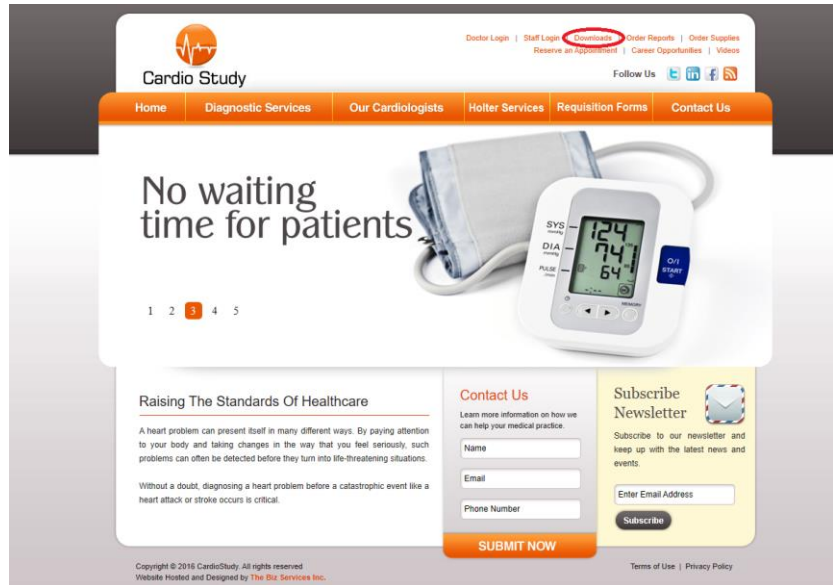 Doctor Login | Staff Login | Downloads | Order Reports | Order Supplies
Reserve an Appointment | Career Opportunities | Videos
Follow Us
Cardio Study
Home Diagnostic Services Our Cardiologists Holter Services Requisition Forms Contact Us
No waiting
time for patients
SYS
124
DIA
74
PULSE
64
O/I
START
MEMORY
1 2 3 4 5
Raising The Standards Of Healthcare
A heart problem can present itself in many different ways. By paying attention
to your body and taking changes in the way that you feel seriously, such
problems can often be detected before they turn into life-threatening situations.
Without a doubt, diagnosing a heart problem before a catastrophic event like a
heart attack or stroke occurs is critical.
Contact Us
Learn more information on how we
can help your medical practice.
Name
Email
Phone Number
SUBMIT NOW
Subscribe
Newsletter
Subscribe to our newsletter and
keep up with the latest news and
events.
Enter Email Address
Subscribe
Copyright © 2016 CardioStudy. All rights reserved
Website Hosted and Designed by The Biz Services Inc.
Terms of Use | Privacy Policy